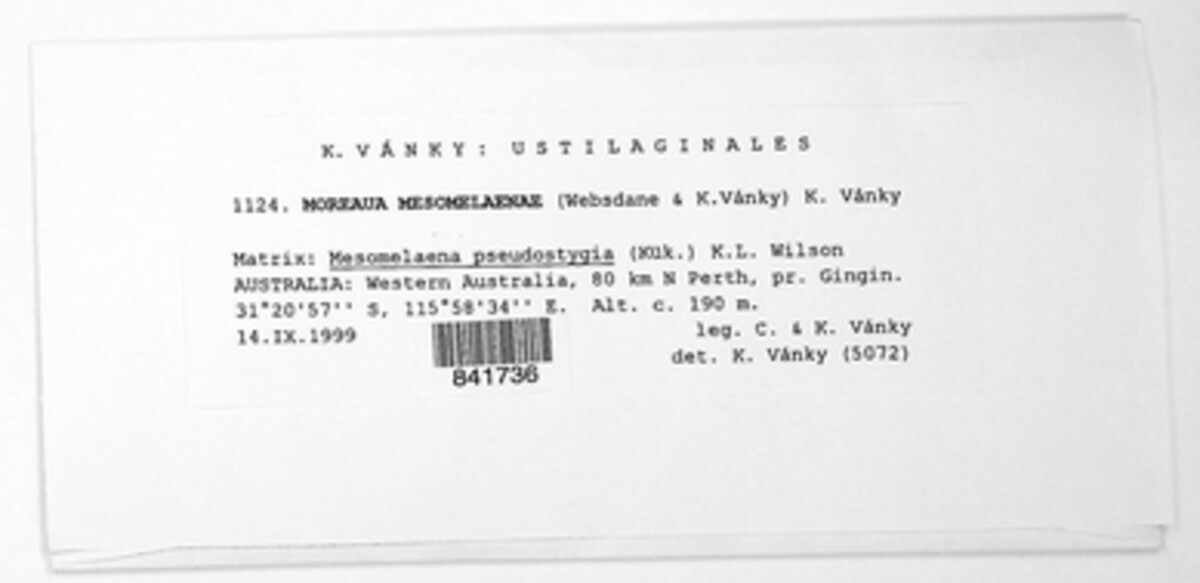 K. VÁNKY: USTILAGINALES
1124. MOREAUA MESOMELAENAE (Websdane & K.Vánky) K. Vánky
Matrix: Mesomelaena pseudostygia (Kük.) K.L. Wilson
AUSTRALIA: Western Australia, 80 km N Perth, pr. Gingin.
31°20'57'' S, 115°58'34'' E. Alt. c. 190 m.
14.IX.1999 leg. C. & K. Vánky
det. K. Vánky (5072)
841736